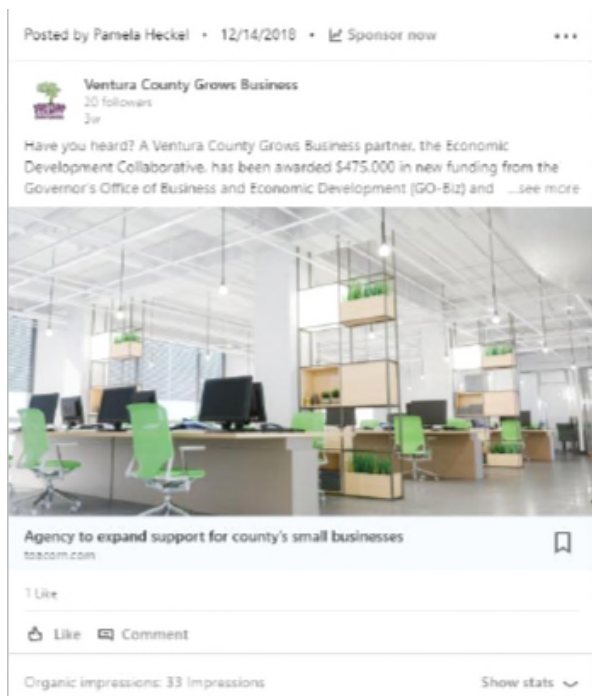 Posted by Pamela Heckel • 12/14/2018 • Sponsor now
Ventura County Grows Business
20 followers
3w
Have you heard? A Ventura County Grows Business partner, the Economic
Development Collaborative, has been awarded $475.000 in new funding from the
Governor's Office of Business and Economic Development (GO-Biz) and ...see more
Agency to expand support for county's small businesses
toacorn.com
1 Like
Like Comment
Organic impressions: 33 Impressions Show stats